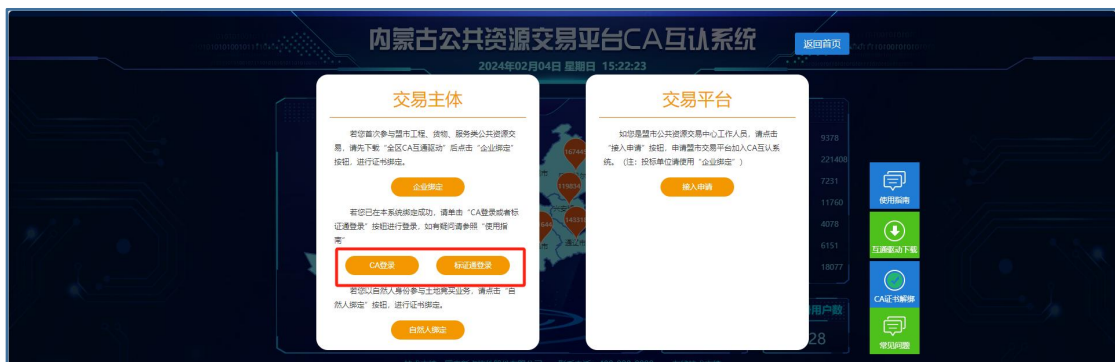 内蒙古公共资源交易平台CA互认系统
返回首页
2024年02月04日 星期日 15:22:23
交易主体
若您首次参与盟市工程、货物、服务类公共资源交
易，请先下载“全区CA互通驱动”后点击“企业绑定”
按钮，进行证书绑定。
企业绑定
若您已在本系统绑定成功，请单击“CA登录或者标
证通登录”按钮进行登录，如有疑问请参照“使用指
南”
CA登录
标证通登录
若您以自然人身份参与土地竞买业务，请点击“自
然人绑定”按钮，进行证书绑定。
自然人绑定
交易平台
如您是盟市公共资源交易中心工作人员，请点击
“接入申请”按钮，申请盟市交易平台加入CA互认系
统。（注：投标单位请使用“企业绑定”）
接入申请
9378
221408
7231
11760
4078
6151
18077
用户数
28
使用指南
互通驱动下载
CA证书解绑
常见问题